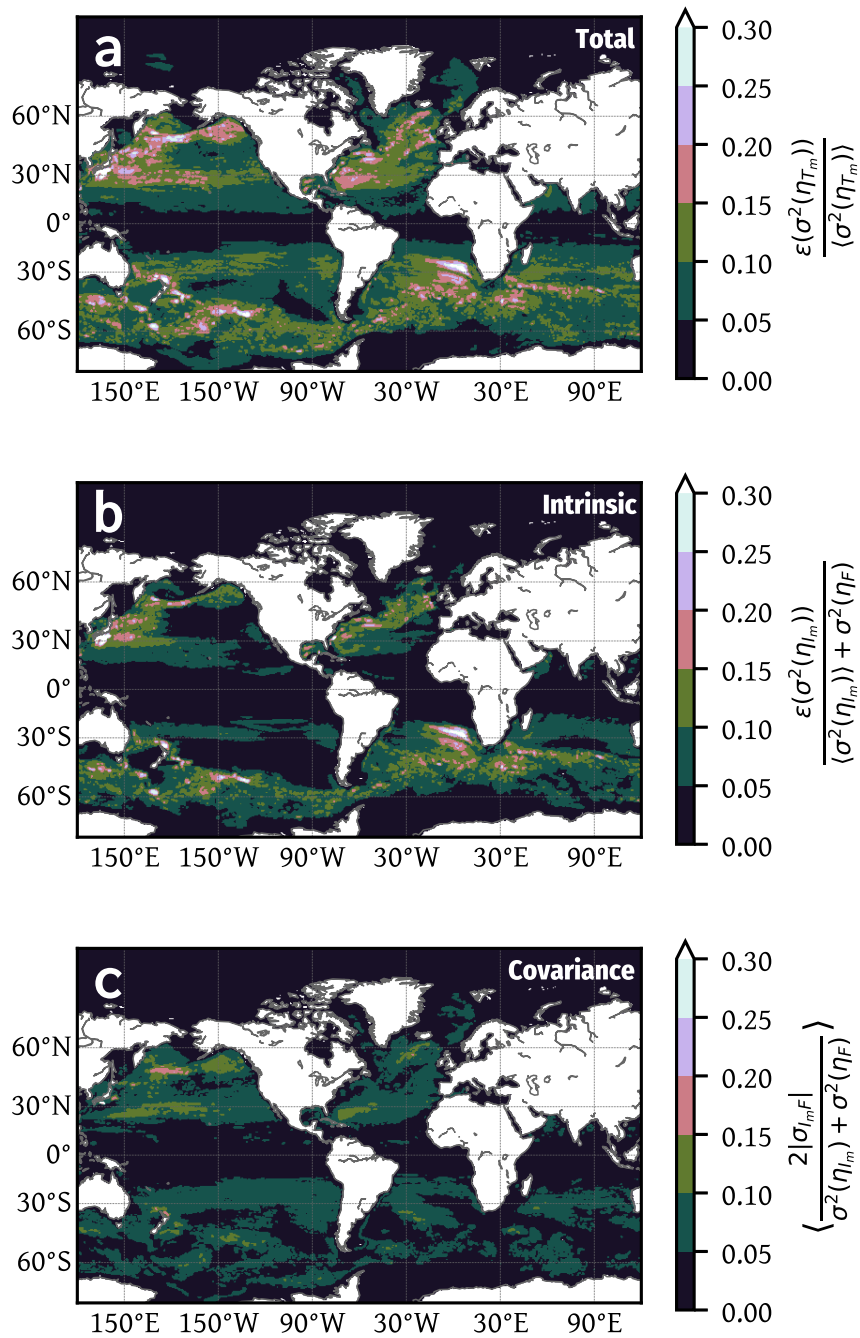 a
Total
60°N
30°N
0°
30°S
60°S
150°E 150°W 90°W 30°W 30°E 90°E
0.30
0.25
0.20
0.15
0.10
0.05
0.00
ε(σ²(η_{T_m}))
⟨σ²(η_{T_m})⟩
b
Intrinsic
60°N
30°N
0°
30°S
60°S
150°E 150°W 90°W 30°W 30°E 90°E
0.30
0.25
0.20
0.15
0.10
0.05
0.00
ε(σ²(η_{I_m}))
⟨σ²(η_{I_m})⟩ + σ²(η_F)
c
Covariance
60°N
30°N
0°
30°S
60°S
150°E 150°W 90°W 30°W 30°E 90°E
0.30
0.25
0.20
0.15
0.10
0.05
0.00
⟨ 2|σ_{I_mF}|
σ²(η_{I_m}) + σ²(η_F) ⟩